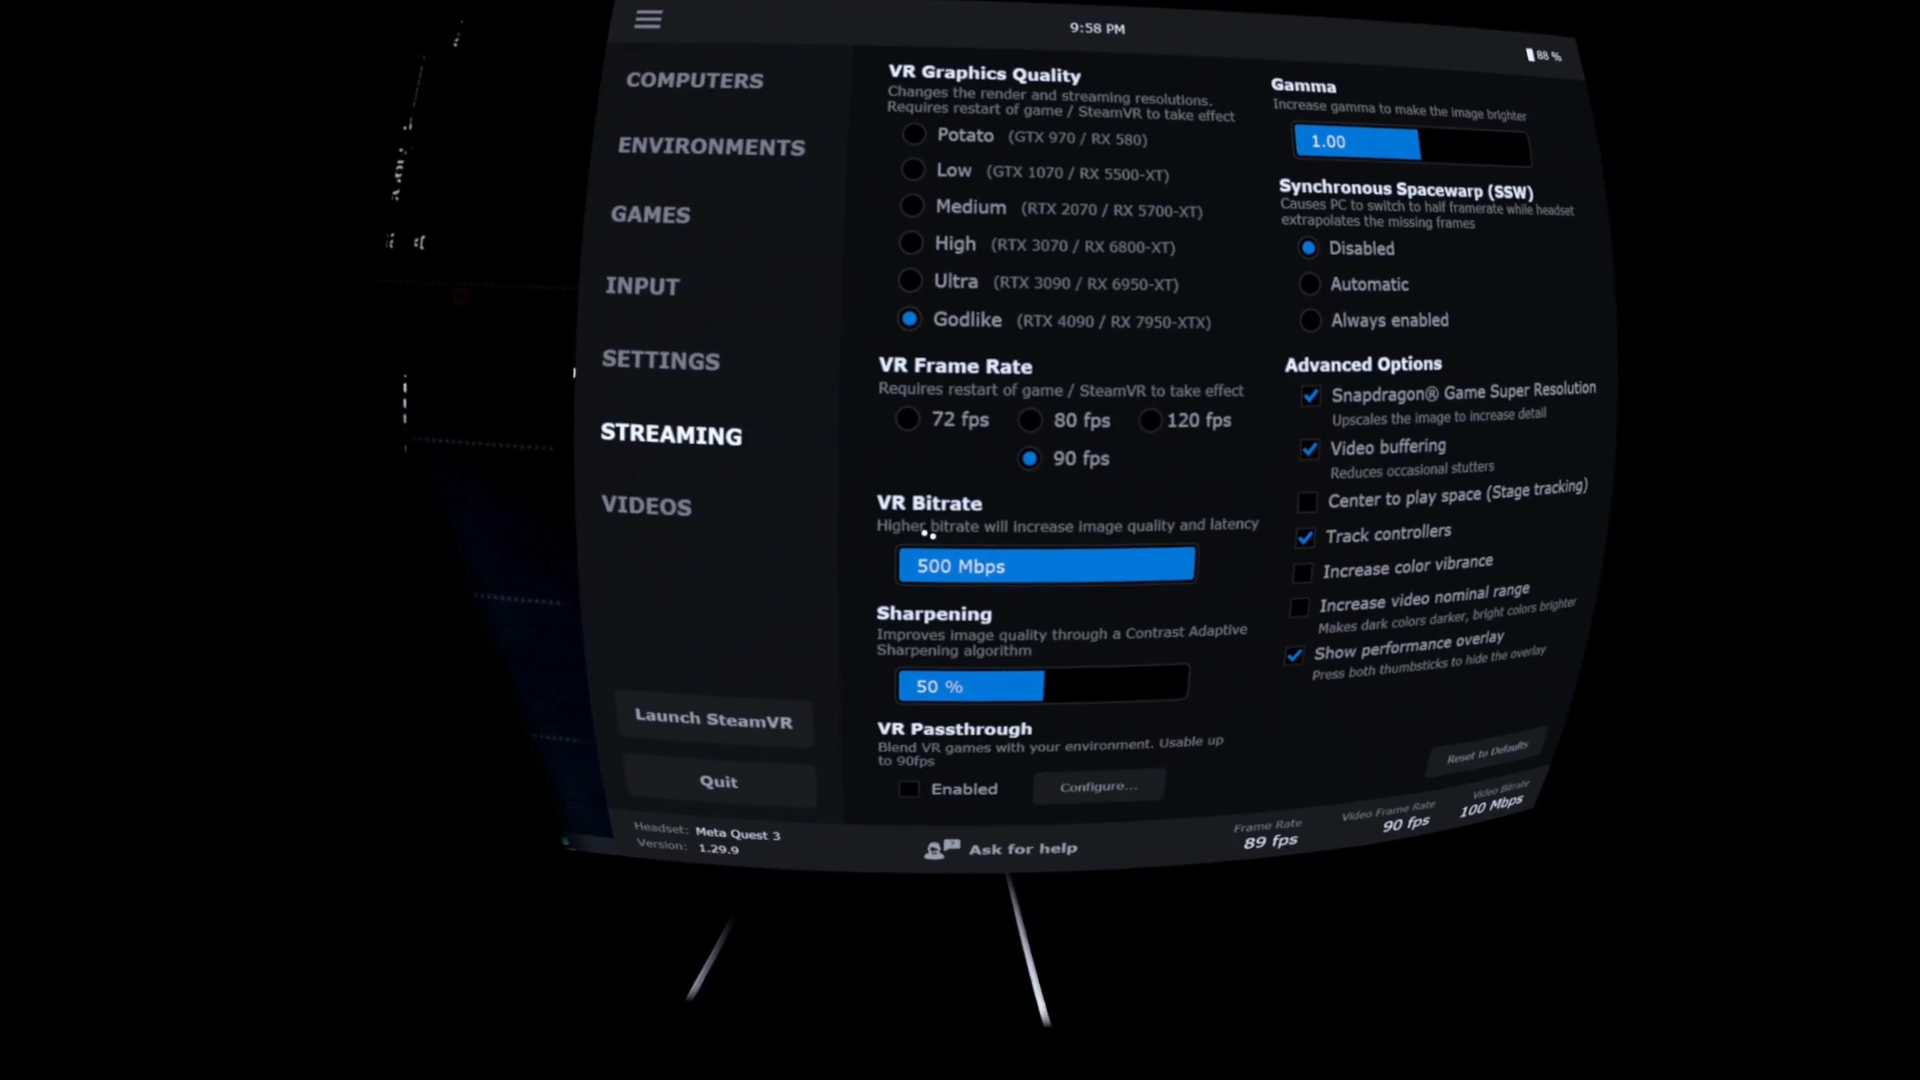 9:58 PM
88 %
COMPUTERS
ENVIRONMENTS
GAMES
INPUT
SETTINGS
STREAMING
VIDEOS
Launch SteamVR
Quit
VR Graphics Quality
Changes the render and streaming resolutions.
Requires restart of game / SteamVR to take effect
Potato (GTX 970 / RX 580)
Low (GTX 1070 / RX 5500-XT)
Medium (RTX 2070 / RX 5700-XT)
High (RTX 3070 / RX 6800-XT)
Ultra (RTX 3090 / RX 6950-XT)
Godlike (RTX 4090 / RX 7950-XTX)
VR Frame Rate
Requires restart of game / SteamVR to take effect
72 fps 80 fps 120 fps
90 fps
VR Bitrate
Higher bitrate will increase image quality and latency
500 Mbps
Sharpening
Improves image quality through a Contrast Adaptive
Sharpening algorithm
50 %
VR Passthrough
Blend VR games with your environment. Usable up
to 90fps
Enabled Configure...
Gamma
Increase gamma to make the image brighter
1.00
Synchronous Spacewarp (SSW)
Causes PC to switch to half framerate while headset
extrapolates the missing frames
Disabled
Automatic
Always enabled
Advanced Options
Snapdragon® Game Super Resolution
Upscales the image to increase detail
Video buffering
Reduces occasional stutters
Center to play space (Stage tracking)
Track controllers
Increase color vibrance
Increase video nominal range
Makes dark colors darker, bright colors brighter
Show performance overlay
Press both thumbsticks to hide the overlay
Reset to Defaults
Headset: Meta Quest 3
Version: 1.29.9
Ask for help
Frame Rate
89 fps
Video Frame Rate
90 fps
Video Bitrate
100 Mbps